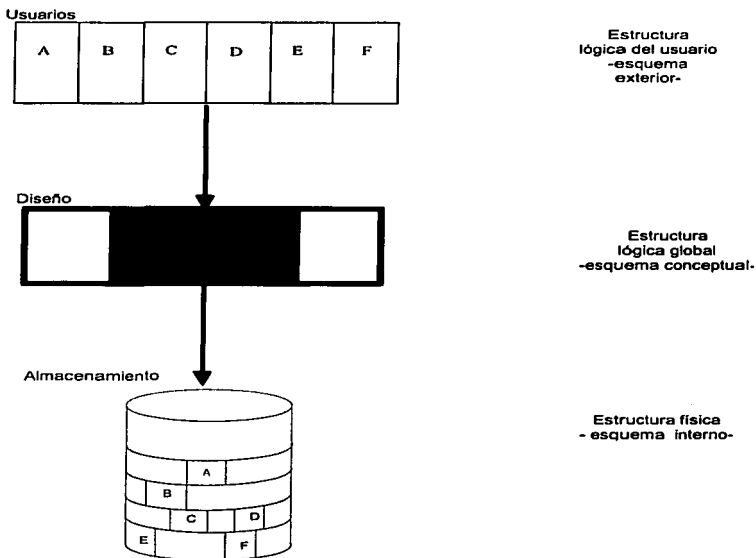 Usuarios
A B C D E F
Estructura
lógica del usuario
-esquema
exterior-
Diseño
Estructura
lógica global
-esquema conceptual-
Almacenamiento
A
B
C D
E F
Estructura física
- esquema interno-